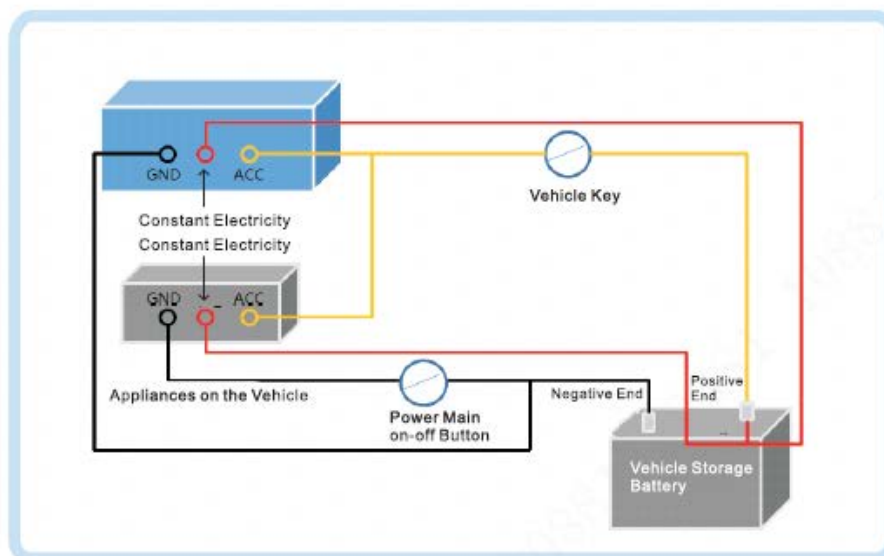 GND
ACC
Vehicle Key
Constant Electricity
Constant Electricity
GND
ACC
Appliances on the Vehicle
Power Main
on-off Button
Negative End
Positive
End
Vehicle Storage
Battery